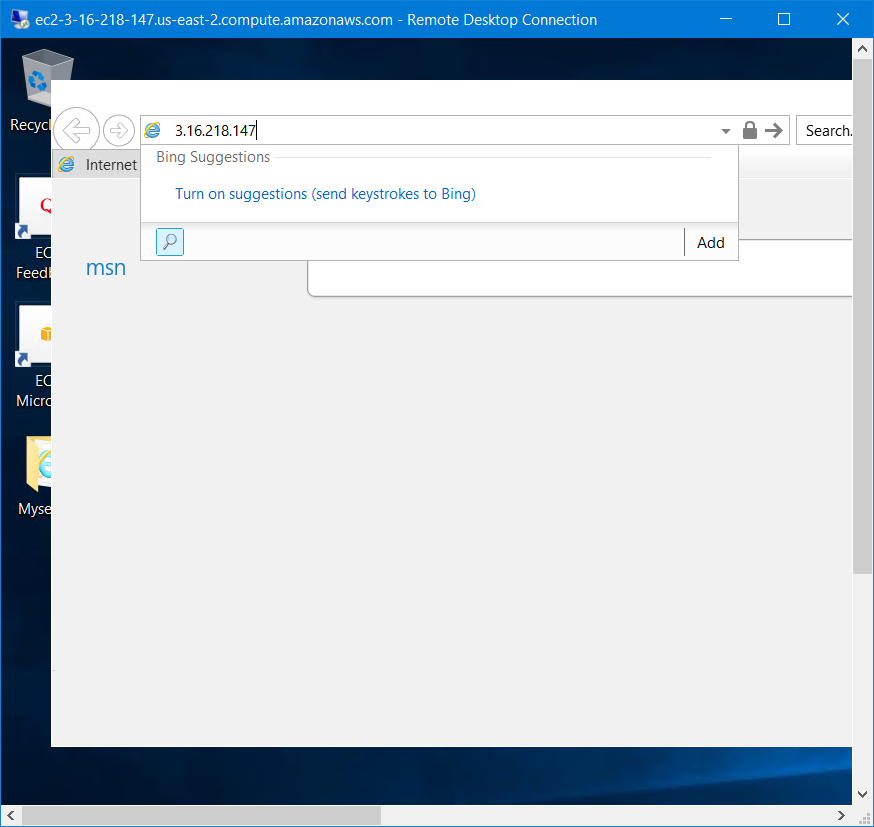 ec2-3-16-218-147.us-east-2.compute.amazonaws.com - Remote Desktop Connection
Recycl
3.16.218.147
Search.
Internet
Bing Suggestions
Turn on suggestions (send keystrokes to Bing)
Add
EC
Feedb
msn
EC
Micro
Myse